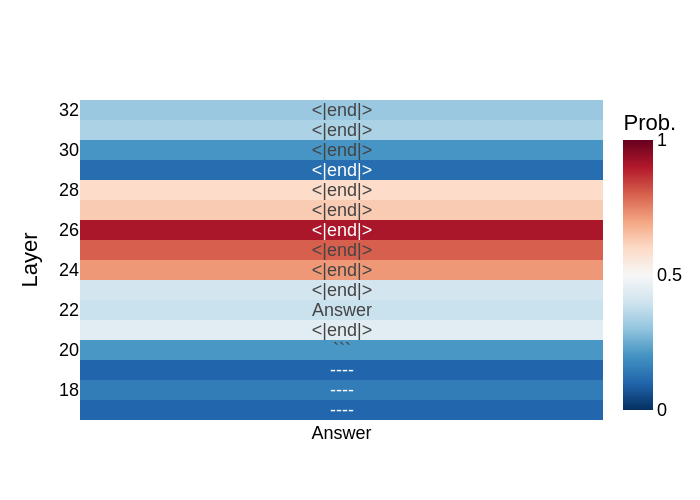 Prob.
32 <|end|> 1
<|end|>
30 <|end|>
<|end|>
28 <|end|>
<|end|>
26 <|end|>
<|end|>
24 <|end|> 0.5
<|end|>
22 Answer
<|end|>
20 ```
----
18 ----
---- 0
Layer
Answer